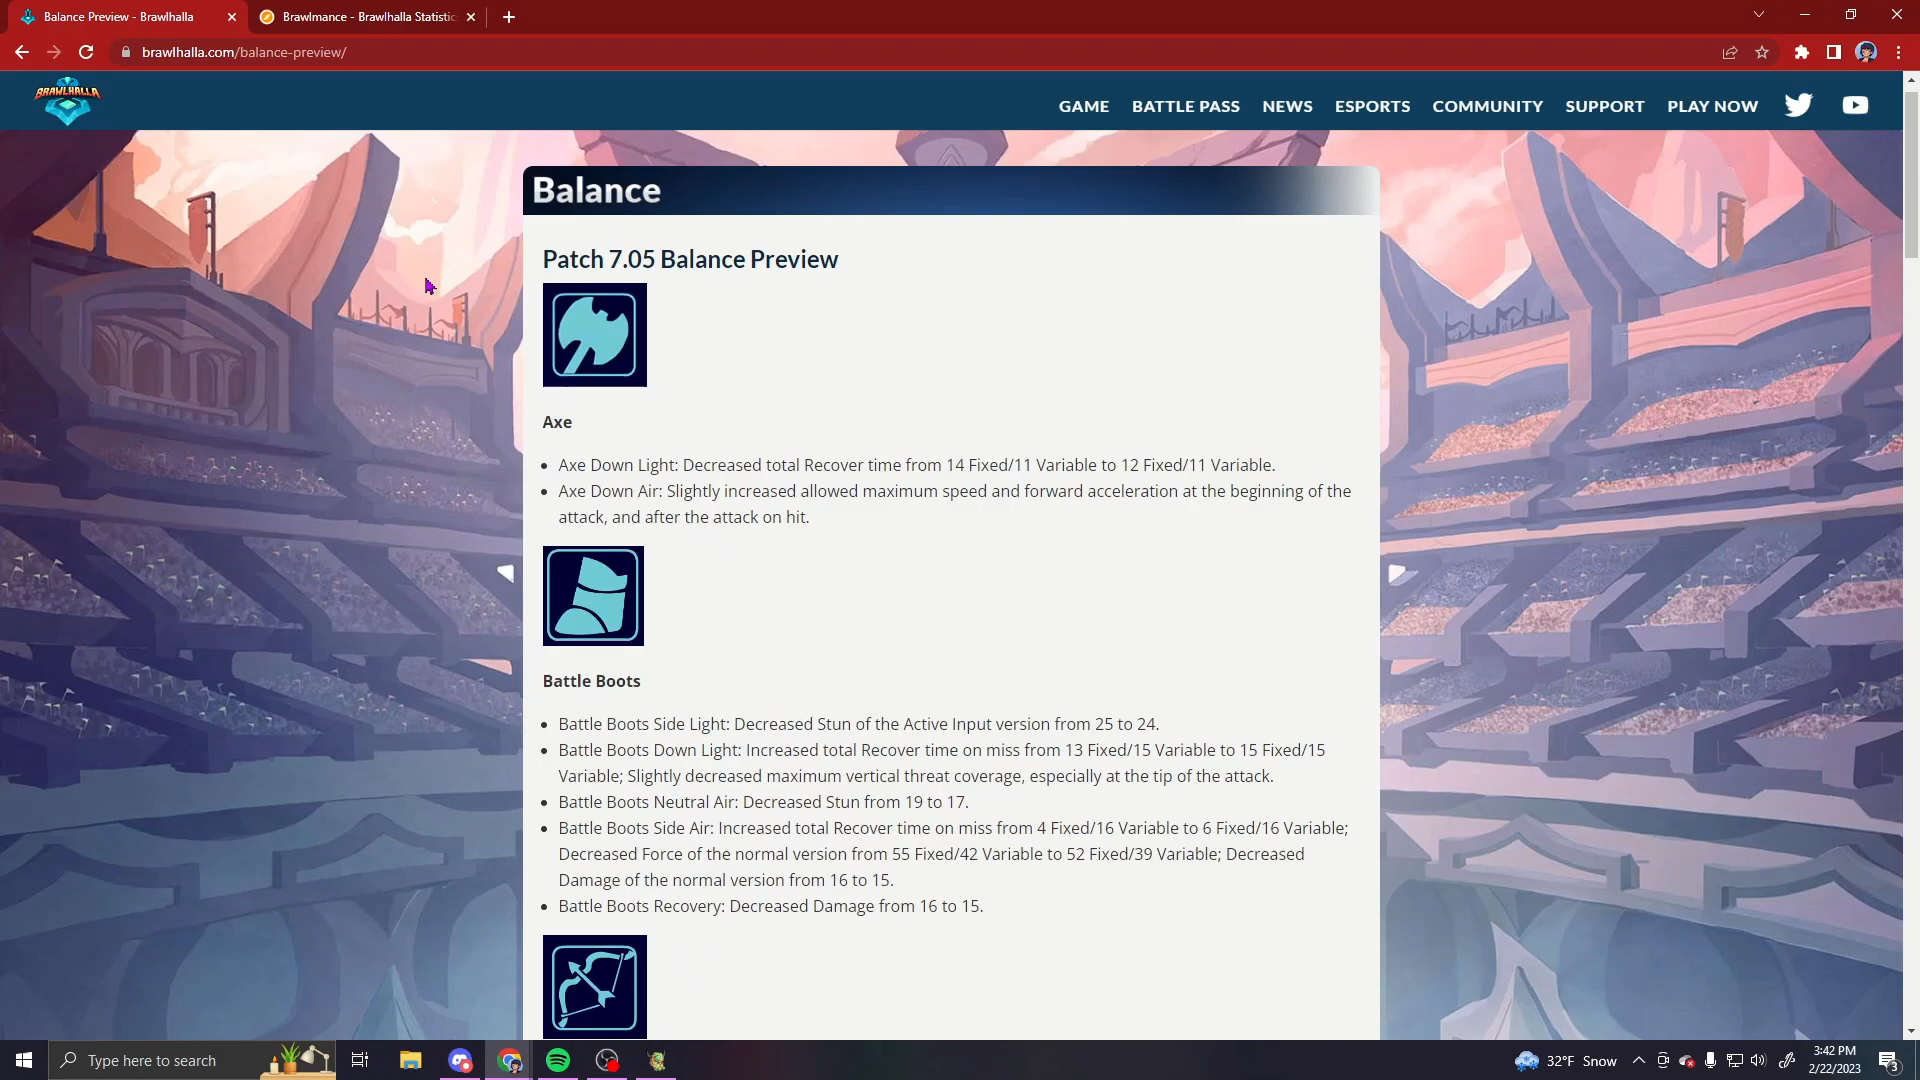 Balance Preview - Brawlhalla
Brawlmance - Brawlhalla Statistic
brawlhalla.com/balance-preview/
BRAWLHALLA
GAME BATTLE PASS NEWS ESPORTS COMMUNITY SUPPORT PLAY NOW
Balance
Patch 7.05 Balance Preview
Axe
Axe Down Light: Decreased total Recover time from 14 Fixed/11 Variable to 12 Fixed/11 Variable.
Axe Down Air: Slightly increased allowed maximum speed and forward acceleration at the beginning of the
attack, and after the attack on hit.
Battle Boots
Battle Boots Side Light: Decreased Stun of the Active Input version from 25 to 24.
Battle Boots Down Light: Increased total Recover time on miss from 13 Fixed/15 Variable to 15 Fixed/15
Variable; Slightly decreased maximum vertical threat coverage, especially at the tip of the attack.
Battle Boots Neutral Air: Decreased Stun from 19 to 17.
Battle Boots Side Air: Increased total Recover time on miss from 4 Fixed/16 Variable to 6 Fixed/16 Variable;
Decreased Force of the normal version from 55 Fixed/42 Variable to 52 Fixed/39 Variable; Decreased
Damage of the normal version from 16 to 15.
Battle Boots Recovery: Decreased Damage from 16 to 15.
Type here to search
32°F Snow
3:42 PM
2/22/2023
3